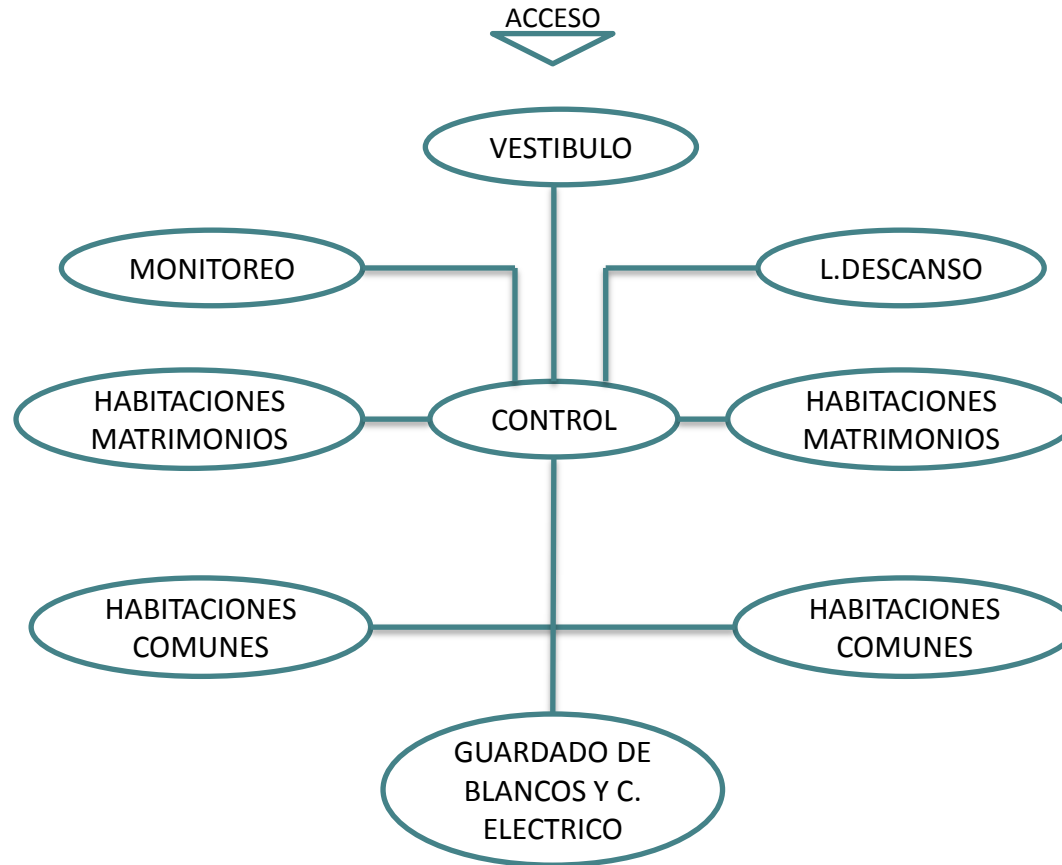 ACCESO
VESTIBULO
MONITOREO
L.DESCANSO
HABITACIONES
MATRIMONIOS
CONTROL
HABITACIONES
MATRIMONIOS
HABITACIONES
COMUNES
HABITACIONES
COMUNES
GUARDADO DE
BLANCOS Y C.
ELECTRICO